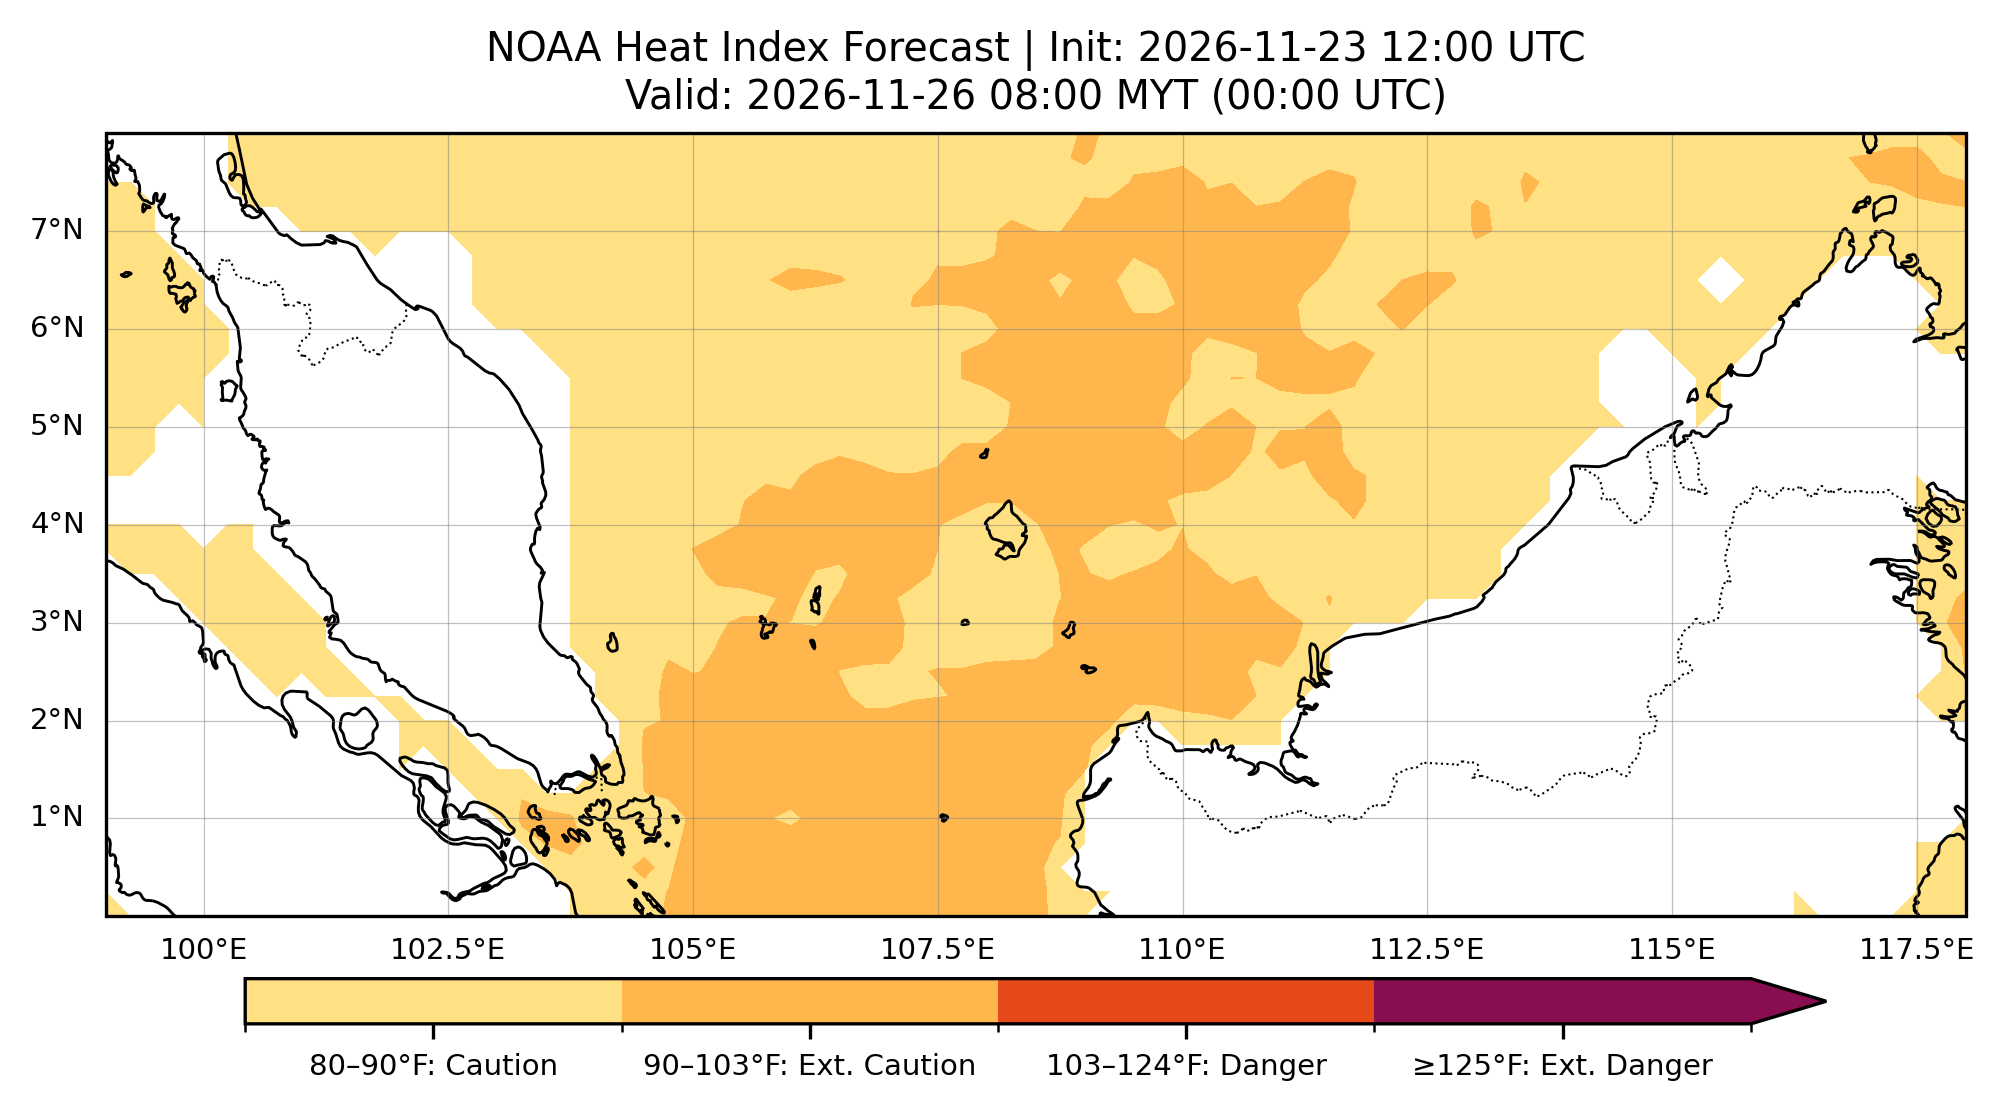 NOAA Heat Index Forecast | Init: 2026-11-23 12:00 UTC
Valid: 2026-11-26 08:00 MYT (00:00 UTC)
7°N
6°N
5°N
4°N
3°N
2°N
1°N
100°E 102.5°E 105°E 107.5°E 110°E 112.5°E 115°E 117.5°E
80–90°F: Caution 90–103°F: Ext. Caution 103–124°F: Danger ≥125°F: Ext. Danger